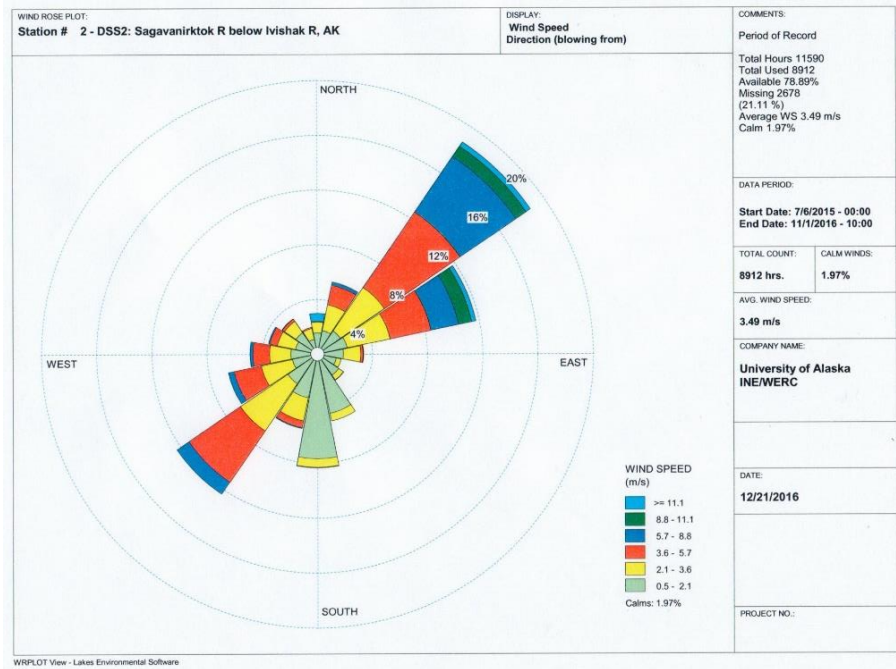 WIND ROSE PLOT:
Station # 2 - DSS2: Sagavanirktok R below Ivishak R, AK
DISPLAY:
Wind Speed
Direction (blowing from)
COMMENTS:
Period of Record
Total Hours 11590
Total Used 8912
Available 78.89%
Missing 2678
(21.11 %)
Average WS 3.49 m/s
Calm 1.97%
NORTH
20%
16%
12%
8%
4%
WEST
EAST
SOUTH
WIND SPEED
(m/s)
>= 11.1
8.8 - 11.1
5.7 - 8.8
3.6 - 5.7
2.1 - 3.6
0.5 - 2.1
Calms: 1.97%
DATA PERIOD:
Start Date: 7/6/2015 - 00:00
End Date: 11/1/2016 - 10:00
TOTAL COUNT:
8912 hrs.
CALM WINDS:
1.97%
AVG. WIND SPEED:
3.49 m/s
COMPANY NAME:
University of Alaska
INE/WERC
DATE:
12/21/2016
PROJECT NO.:
WRPLOT View - Lakes Environmental Software